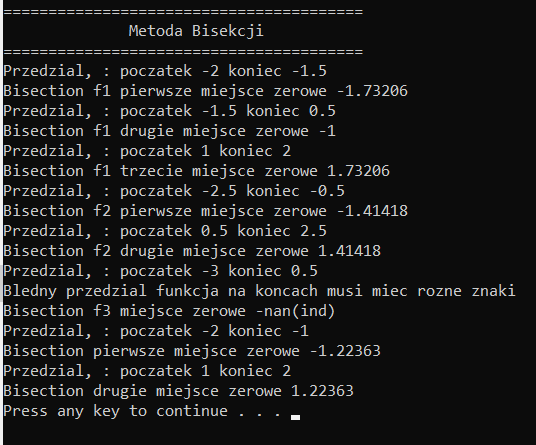 ========================================
Metoda Bisekcji
========================================
Przedzial, : poczatek -2 koniec -1.5
Bisection f1 pierwsze miejsce zerowe -1.73206
Przedzial, : poczatek -1.5 koniec 0.5
Bisection f1 drugie miejsce zerowe -1
Przedzial, : poczatek 1 koniec 2
Bisection f1 trzecie miejsce zerowe 1.73206
Przedzial, : poczatek -2.5 koniec -0.5
Bisection f2 pierwsze miejsce zerowe -1.41418
Przedzial, : poczatek 0.5 koniec 2.5
Bisection f2 drugie miejsce zerowe 1.41418
Przedzial, : poczatek -3 koniec 0.5
Bledny przedzial funkcja na koncach musi miec rozne znaki
Bisection f3 miejsce zerowe -nan(ind)
Przedzial, : poczatek -2 koniec -1
Bisection pierwsze miejsce zerowe -1.22363
Przedzial, : poczatek 1 koniec 2
Bisection drugie miejsce zerowe 1.22363
Press any key to continue . . .